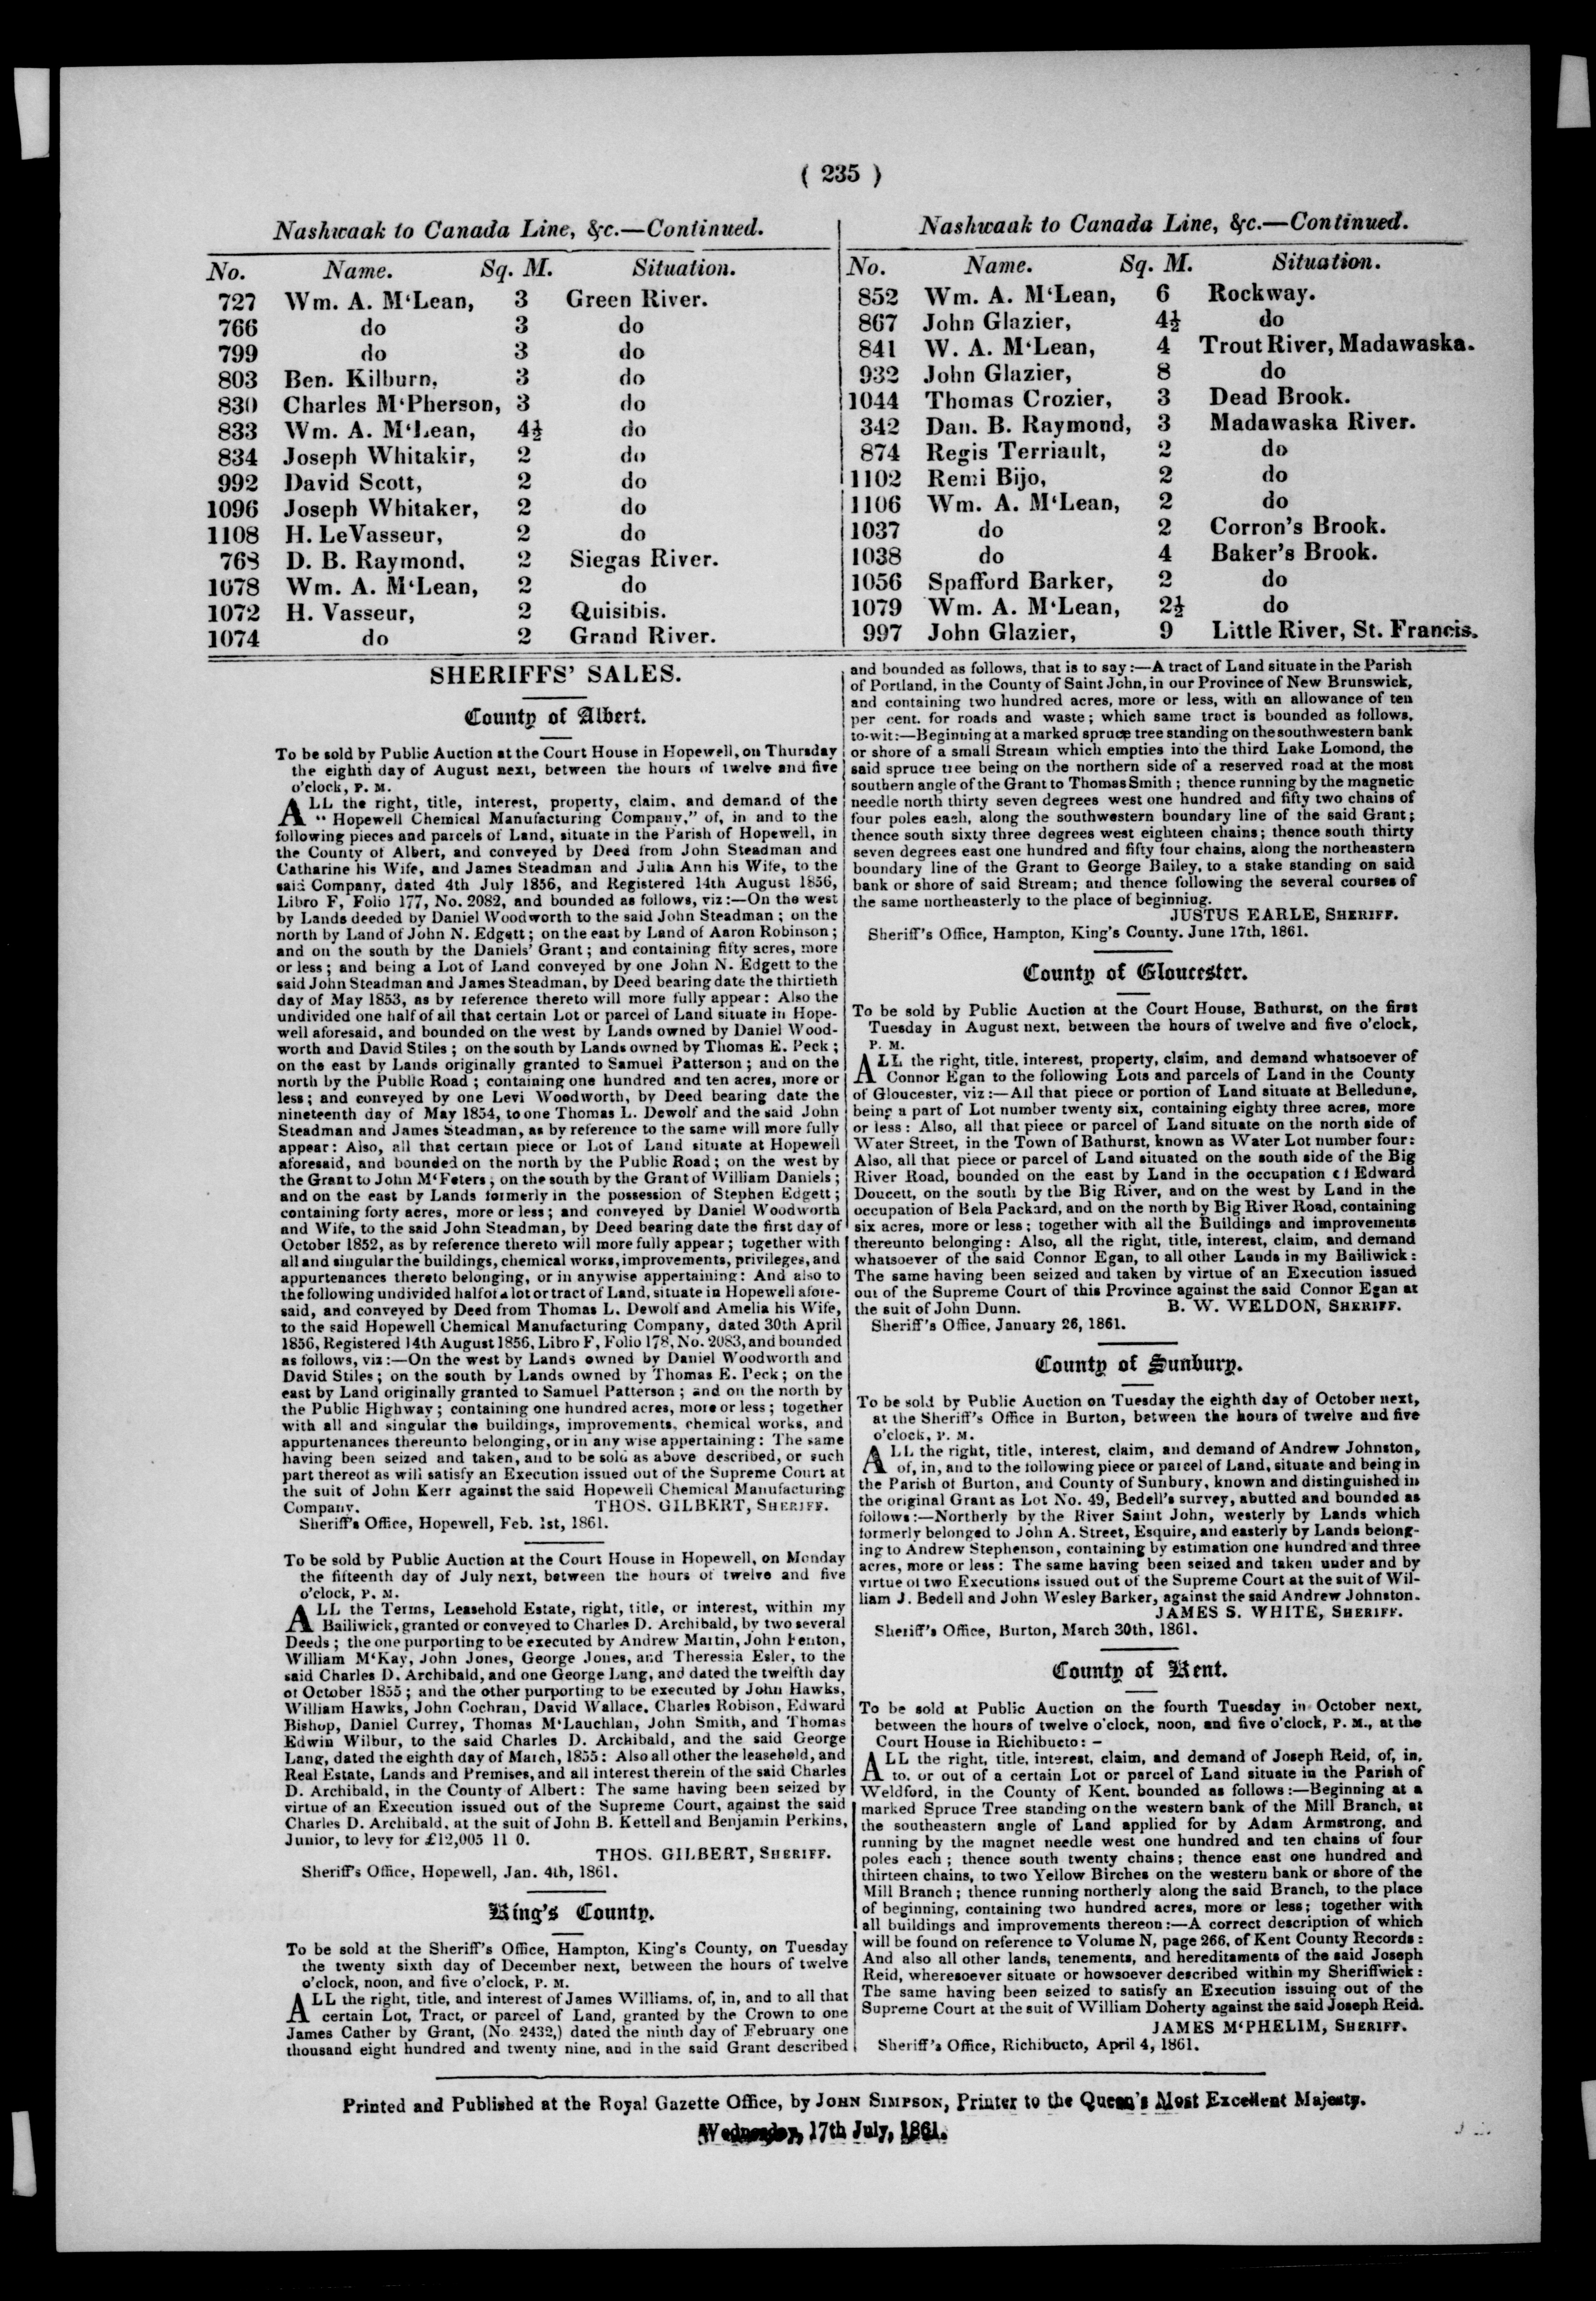 ( 235 )
Nashwaak to Canada Line, &c.—Continued.
No. Name. Sq. M. Situation.
727 Wm. A. M‘Lean, 3 Green River.
766 do 3 do
799 do 3 do
803 Ben. Kilburn, 3 do
830 Charles M‘Pherson, 3 do
833 Wm. A. M‘Lean, 4½ do
834 Joseph Whitakir, 2 do
992 David Scott, 2 do
1096 Joseph Whitaker, 2 do
1108 H. LeVasseur, 2 do
768 D. B. Raymond, 2 Siegas River.
1078 Wm. A. M‘Lean, 2 do
1072 H. Vasseur, 2 Quisibis.
1074 do 2 Grand River.
Nashwaak to Canada Line, &c.—Continued.
No. Name. Sq. M. Situation.
852 Wm. A. M‘Lean, 6 Rockway.
867 John Glazier, 4½ do
841 W. A. M‘Lean, 4 Trout River, Madawaska.
932 John Glazier, 8 do
1044 Thomas Crozier, 3 Dead Brook.
342 Dan. B. Raymond, 3 Madawaska River.
874 Regis Terriault, 2 do
1102 Remi Bijo, 2 do
1106 Wm. A. M‘Lean, 2 do
1037 do 2 Corron's Brook.
1038 do 4 Baker's Brook.
1056 Spafford Barker, 2 do
1079 Wm. A. M‘Lean, 2½ do
997 John Glazier, 9 Little River, St. Francis.
SHERIFFS' SALES.
County of Albert.
To be sold by Public Auction at the Court House in Hopewell, on Thursday
the eighth day of August next, between the hours of twelve and five
o'clock, P. M.
ALL the right, title, interest, property, claim, and demand of the
“ Hopewell Chemical Manufacturing Company,” of, in and to the
following pieces and parcels of Land, situate in the Parish of Hopewell, in
the County of Albert, and conveyed by Deed from John Steadman and
Catharine his Wife, and James Steadman and Julia Ann his Wife, to the
said Company, dated 4th July 1856, and Registered 14th August 1856,
Libro F, Folio 177, No. 2082, and bounded as follows, viz:—On the west
by Lands deeded by Daniel Woodworth to the said John Steadman ; on the
north by Land of John N. Edgett ; on the east by Land of Aaron Robinson ;
and on the south by the Daniels' Grant ; and containing fifty acres, more
or less ; and being a Lot of Land conveyed by one John N. Edgett to the
said John Steadman and James Steadman, by Deed bearing date the thirtieth
day of May 1853, as by reference thereto will more fully appear: Also the
undivided one half of all that certain Lot or parcel of Land situate in Hope-
well aforesaid, and bounded on the west by Lands owned by Daniel Wood-
worth and David Stiles ; on the south by Lands owned by Thomas E. Peck ;
on the east by Lands originally granted to Samuel Patterson ; and on the
north by the Public Road ; containing one hundred and ten acres, more or
less ; and conveyed by one Levi Woodworth, by Deed bearing date the
nineteenth day of May 1854, to one Thomas L. Dewolf and the said John
Steadman and James Steadman, as by reference to the same will more fully
appear: Also, all that certain piece or Lot of Land situate at Hopewell
aforesaid, and bounded on the north by the Public Road; on the west by
the Grant to John M‘Feters ; on the south by the Grant of William Daniels ;
and on the east by Lands formerly in the possession of Stephen Edgett ;
containing forty acres, more or less ; and conveyed by Daniel Woodworth
and Wife, to the said John Steadman, by Deed bearing date the first day of
October 1852, as by reference thereto will more fully appear ; together with
all and singular the buildings, chemical works, improvements, privileges, and
appurtenances thereto belonging, or in anywise appertaining: And also to
the following undivided half of a lot or tract of Land, situate in Hopewell afore-
said, and conveyed by Deed from Thomas L. Dewolf and Amelia his Wife,
to the said Hopewell Chemical Manufacturing Company, dated 30th April
1856, Registered 14th August 1856, Libro F, Folio 178, No. 2083, and bounded
as follows, viz :—On the west by Lands owned by Daniel Woodworth and
David Stiles; on the south by Lands owned by Thomas E. Peck; on the
east by Land originally granted to Samuel Patterson ; and on the north by
the Public Highway ; containing one hundred acres, more or less ; together
with all and singular the buildings, improvements, chemical works, and
appurtenances thereunto belonging, or in any wise appertaining: The same
having been seized and taken, and to be sold as above described, or such
part thereof as will satisfy an Execution issued out of the Supreme Court at
the suit of John Kerr against the said Hopewell Chemical Manufacturing
Company. THOS. GILBERT, SHERIFF.
Sheriff's Office, Hopewell, Feb. 1st, 1861.
To be sold by Public Auction at the Court House in Hopewell, on Monday
the fifteenth day of July next, between the hours of twelve and five
o'clock, P. M.
ALL the Terms, Leasehold Estate, right, title, or interest, within my
Bailiwick, granted or conveyed to Charles D. Archibald, by two several
Deeds ; the one purporting to be executed by Andrew Martin, John Fenton,
William M‘Kay, John Jones, George Jones, and Theressia Esler, to the
said Charles D. Archibald, and one George Lang, and dated the twelfth day
of October 1855 ; and the other purporting to be executed by John Hawks,
William Hawks, John Cochran, David Wallace, Charles Robison, Edward
Bishop, Daniel Currey, Thomas M‘Lauchlan, John Smith, and Thomas
Edwin Wilbur, to the said Charles D. Archibald, and the said George
Lang, dated the eighth day of March, 1855: Also all other the leasehold, and
Real Estate, Lands and Premises, and all interest therein of the said Charles
D. Archibald, in the County of Albert: The same having been seized by
virtue of an Execution issued out of the Supreme Court, against the said
Charles D. Archibald, at the suit of John B. Kettell and Benjamin Perkins,
Junior, to levy for £12,005 11 0.
THOS. GILBERT, SHERIFF.
Sheriff's Office, Hopewell, Jan. 4th, 1861.
King's County.
To be sold at the Sheriff's Office, Hampton, King's County, on Tuesday
the twenty sixth day of December next, between the hours of twelve
o'clock, noon, and five o'clock, P. M.
ALL the right, title, and interest of James Williams, of, in, and to all that
certain Lot, Tract, or parcel of Land, granted by the Crown to one
James Cather by Grant, (No 2432,) dated the ninth day of February one
thousand eight hundred and twenty nine, and in the said Grant described
and bounded as follows, that is to say :—A tract of Land situate in the Parish
of Portland, in the County of Saint John, in our Province of New Brunswick,
and containing two hundred acres, more or less, with an allowance of ten
per cent. for roads and waste ; which same tract is bounded as follows,
to-wit:—Beginning at a marked spruce tree standing on the southwestern bank
or shore of a small Stream which empties into the third Lake Lomond, the
said spruce tree being on the northern side of a reserved road at the most
southern angle of the Grant to Thomas Smith ; thence running by the magnetic
needle north thirty seven degrees west one hundred and fifty two chains of
four poles each, along the southwestern boundary line of the said Grant;
thence south sixty three degrees west eighteen chains; thence south thirty
seven degrees east one hundred and fifty four chains, along the northeastern
boundary line of the Grant to George Bailey, to a stake standing on said
bank or shore of said Stream; and thence following the several courses of
the same northeasterly to the place of beginning.
JUSTUS EARLE, SHERIFF.
Sheriff's Office, Hampton, King's County. June 17th, 1861.
County of Gloucester.
To be sold by Public Auction at the Court House, Bathurst, on the first
Tuesday in August next, between the hours of twelve and five o'clock,
P. M.
ALL the right, title, interest, property, claim, and demand whatsoever of
Connor Egan to the following Lots and parcels of Land in the County
of Gloucester, viz :—All that piece or portion of Land situate at Belledune,
being a part of Lot number twenty six, containing eighty three acres, more
or less : Also, all that piece or parcel of Land situate on the north side of
Water Street, in the Town of Bathurst, known as Water Lot number four:
Also, all that piece or parcel of Land situated on the south side of the Big
River Road, bounded on the east by Land in the occupation of Edward
Doucett, on the south by the Big River, and on the west by Land in the
occupation of Bela Packard, and on the north by Big River Road, containing
six acres, more or less ; together with all the Buildings and improvements
thereunto belonging: Also, all the right, title, interest, claim, and demand
whatsoever of the said Connor Egan, to all other Lands in my Bailiwick :
The same having been seized and taken by virtue of an Execution issued
out of the Supreme Court of this Province against the said Connor Egan at
the suit of John Dunn. B. W. WELDON, SHERIFF.
Sheriff's Office, January 26, 1861.
County of Sunbury.
To be sold by Public Auction on Tuesday the eighth day of October next,
at the Sheriff's Office in Burton, between the hours of twelve and five
o'clock, P. M.
ALL the right, title, interest, claim, and demand of Andrew Johnston,
of, in, and to the following piece or parcel of Land, situate and being in
the Parish of Burton, and County of Sunbury, known and distinguished in
the original Grant as Lot No. 49, Bedell's survey, abutted and bounded as
follows :—Northerly by the River Saint John, westerly by Lands which
formerly belonged to John A. Street, Esquire, and easterly by Lands belong-
ing to Andrew Stephenson, containing by estimation one hundred and three
acres, more or less : The same having been seized and taken under and by
virtue of two Executions issued out of the Supreme Court at the suit of Wil-
liam J. Bedell and John Wesley Barker, against the said Andrew Johnston.
JAMES S. WHITE, SHERIFF.
Sheriff's Office, Burton, March 30th, 1861.
County of Kent.
To be sold at Public Auction on the fourth Tuesday in October next,
between the hours of twelve o'clock, noon, and five o'clock, P. M., at the
Court House in Richibucto: –
ALL the right, title, interest, claim, and demand of Joseph Reid, of, in,
to, or out of a certain Lot or parcel of Land situate in the Parish of
Weldford, in the County of Kent, bounded as follows :—Beginning at a
marked Spruce Tree standing on the western bank of the Mill Branch, at
the southeastern angle of Land applied for by Adam Armstrong, and
running by the magnet needle west one hundred and ten chains of four
poles each ; thence south twenty chains; thence east one hundred and
thirteen chains, to two Yellow Birches on the western bank or shore of the
Mill Branch ; thence running northerly along the said Branch, to the place
of beginning, containing two hundred acres, more or less; together with
all buildings and improvements thereon:—A correct description of which
will be found on reference to Volume N, page 266, of Kent County Records :
And also all other lands, tenements, and hereditaments of the said Joseph
Reid, wheresoever situate or howsoever described within my Sheriffwick :
The same having been seized to satisfy an Execution issuing out of the
Supreme Court at the suit of William Doherty against the said Joseph Reid.
JAMES M‘PHELIM, SHERIFF.
Sheriff's Office, Richibucto, April 4, 1861.
Printed and Published at the Royal Gazette Office, by JOHN SIMPSON, Printer to the Queen's Most Excellent Majesty.
Wednesday, 17th July, 1861.